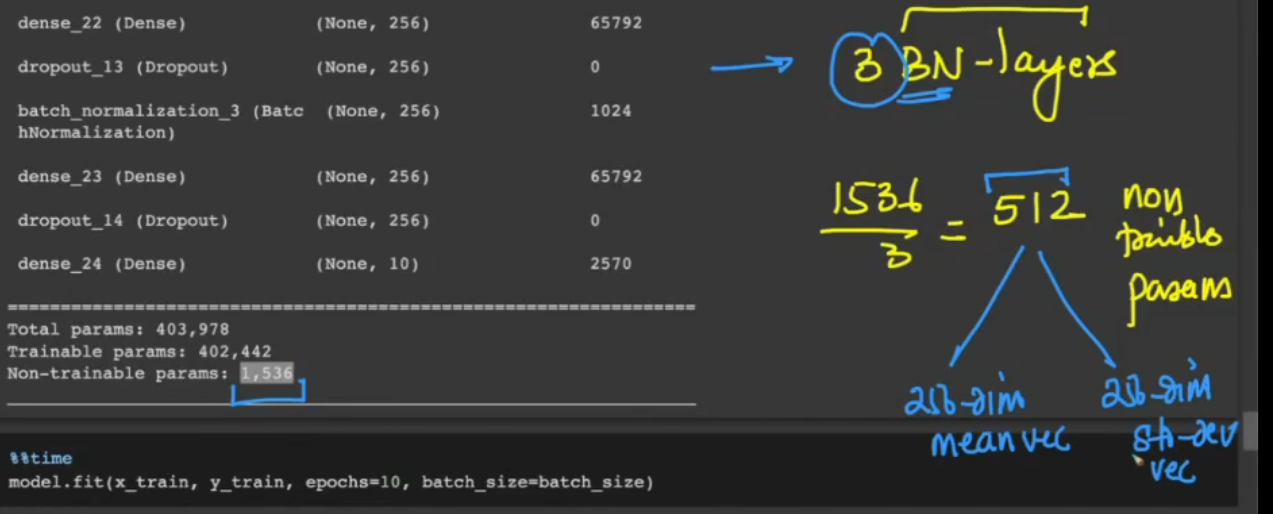 dense_22 (Dense) (None, 256) 65792
dropout_13 (Dropout) (None, 256) 0
batch_normalization_3 (Batc (None, 256) 1024
hNormalization)
dense_23 (Dense) (None, 256) 65792
dropout_14 (Dropout) (None, 256) 0
dense_24 (Dense) (None, 10) 2570
Total params: 403,978
Trainable params: 402,442
Non-trainable params: 1,536
%%time
model.fit(x_train, y_train, epochs=10, batch_size=batch_size)
3 BN-layers
1536
3
= 512
non
params
256-dim
mean vec
256-dim
st-dev
vec